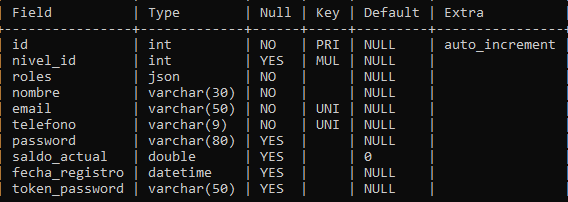 | Field | Type | Null | Key | Default | Extra
| id | int | NO | PRI | NULL | auto_increment
| nivel_id | int | YES | MUL | NULL |
| roles | json | NO | | NULL |
| nombre | varchar(30) | NO | | NULL |
| email | varchar(50) | NO | UNI | NULL |
| telefono | varchar(9) | NO | UNI | NULL |
| password | varchar(80) | YES | | NULL |
| saldo_actual | double | YES | | 0 |
| fecha_registro | datetime | YES | | NULL |
| token_password | varchar(50) | YES | | NULL |